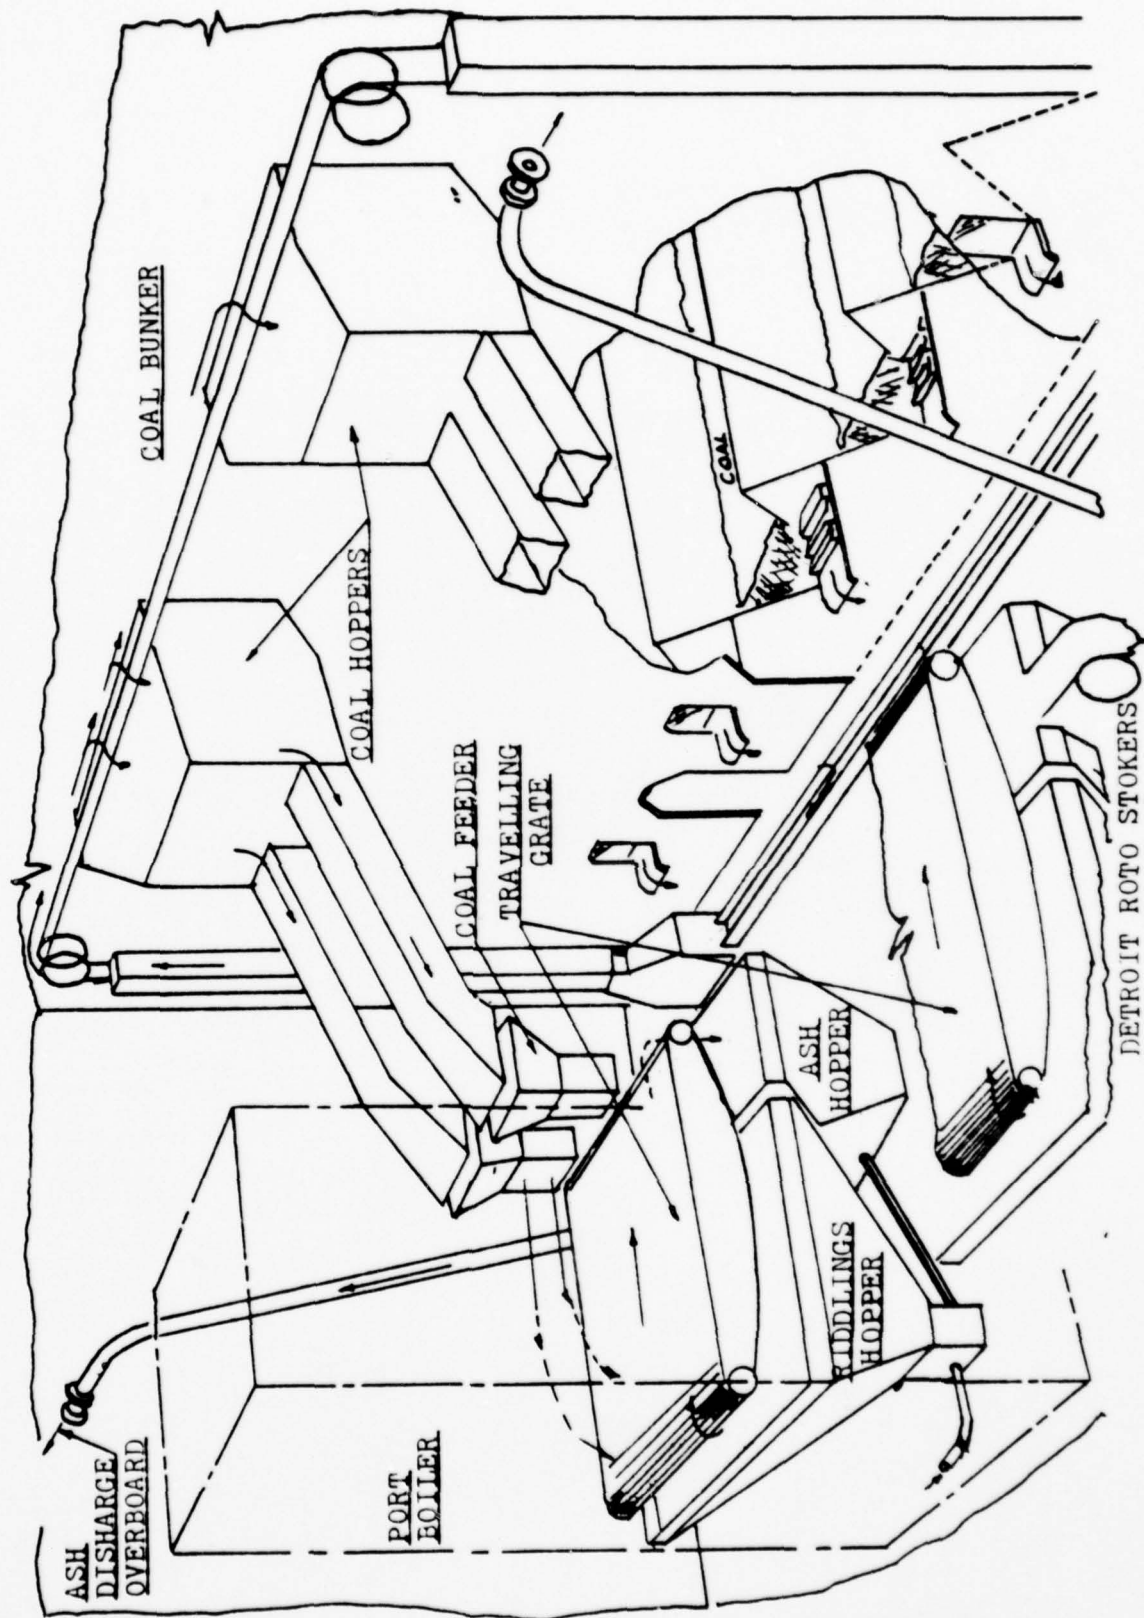 ASH
DISHARGE
OVERBOARD
PORT
BOILER
COAL BUNKER
COAL HOPPERS
COAL FEEDER
TRAVELLING
GRATE
COAL
ASH
HOPPER
RIDDLINGS
HOPPER
DETROIT ROTO STOKERS